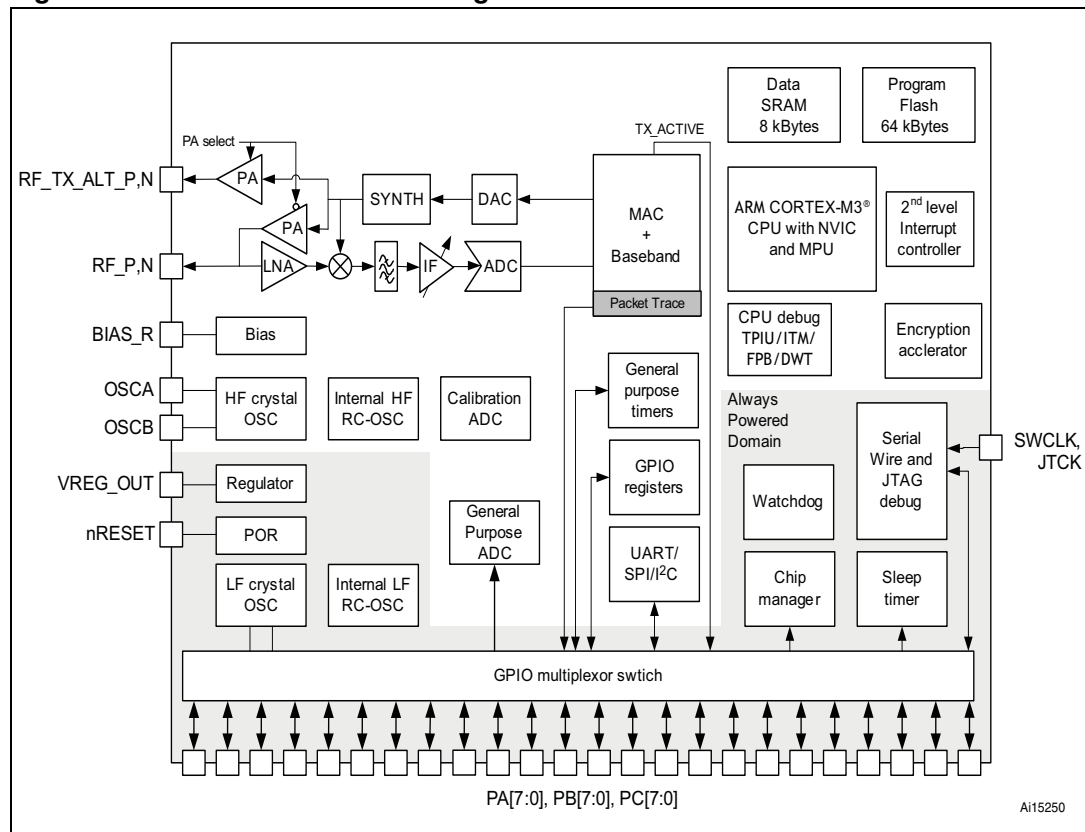 Data
SRAM
8 kBytes
Program
Flash
64 kBytes
TX_ACTIVE
PA select
RF_TX_ALT_P,N
PA
SYNTH
DAC
MAC
+
Baseband
ARM CORTEX-M3®
CPU with NVIC
and MPU
2nd level
Interrupt
controller
PA
RF_P,N
LNA
IF
ADC
Packet Trace
BIAS_R
Bias
CPU debug
TPIU/ITM/
FPB/DWT
Encryption
acclerator
OSCA
OSCB
HF crystal
OSC
Internal HF
RC-OSC
Calibration
ADC
General
purpose
timers
Always
Powered
Domain
Serial
Wire and
JTAG
debug
SWCLK,
JTCK
VREG_OUT
Regulator
GPIO
registers
Watchdog
nRESET
POR
General
Purpose
ADC
UART/
SPI/I2C
LF crystal
OSC
Internal LF
RC-OSC
Chip
manager
Sleep
timer
GPIO multiplexor swtich
PA[7:0], PB[7:0], PC[7:0]
Ai15250